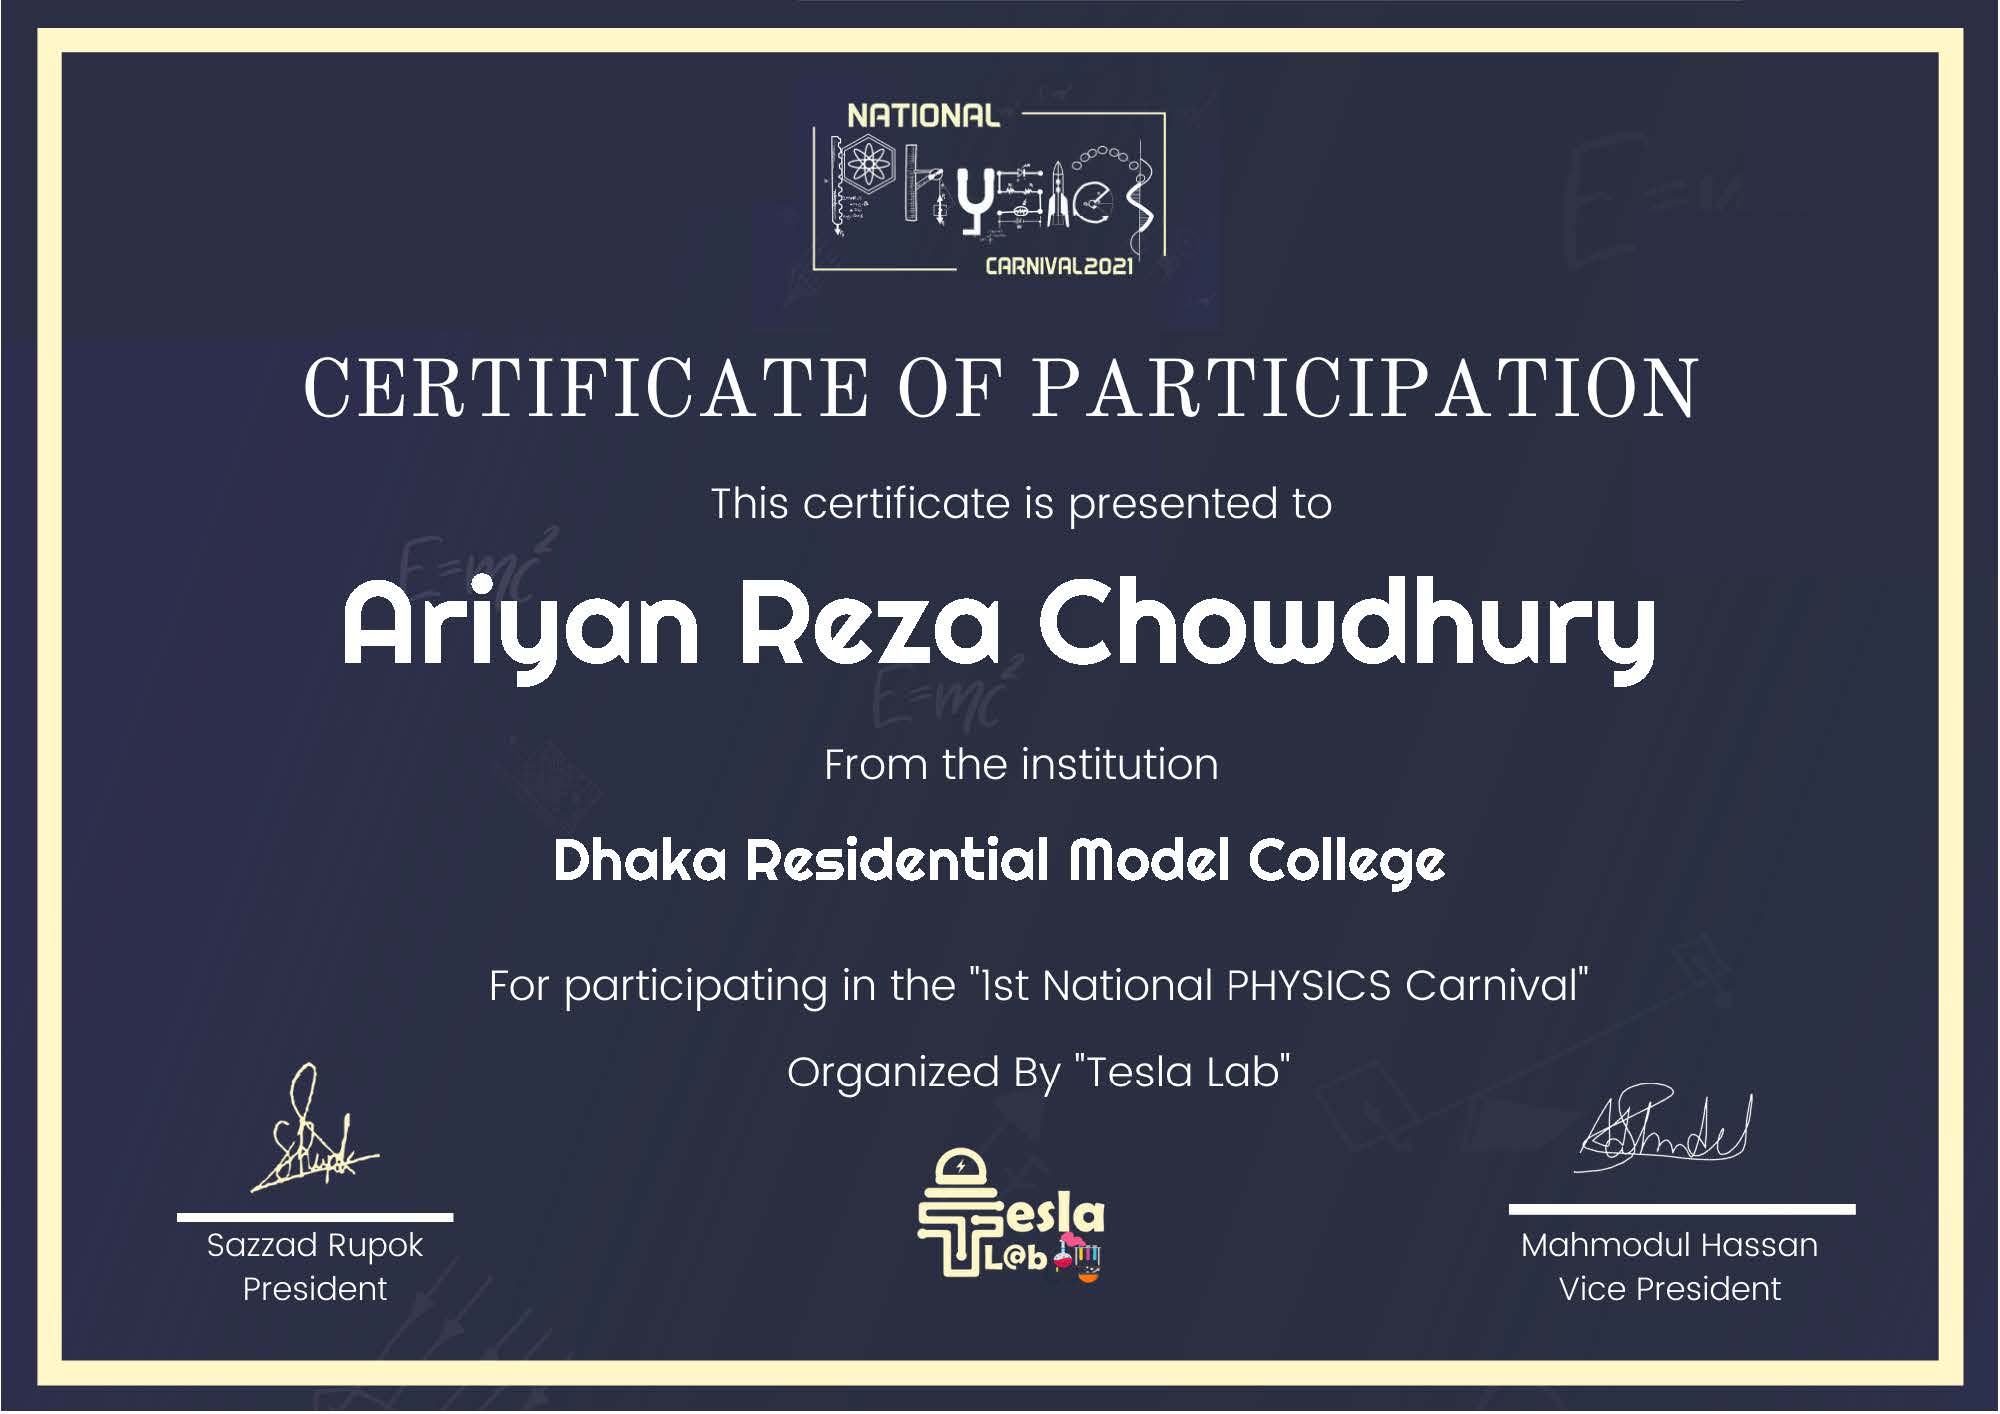 NATIONAL
Physics
CARNIVAL2021
CERTIFICATE OF PARTICIPATION
This certificate is presented to
E=mc²
Ariyan Reza Chowdhury
E=mc²
From the institution
Dhaka Residential Model College
For participating in the "1st National PHYSICS Carnival"
Organized By "Tesla Lab"
Tesla
L@b
Sazzad Rupok
President
Mahmodul Hassan
Vice President